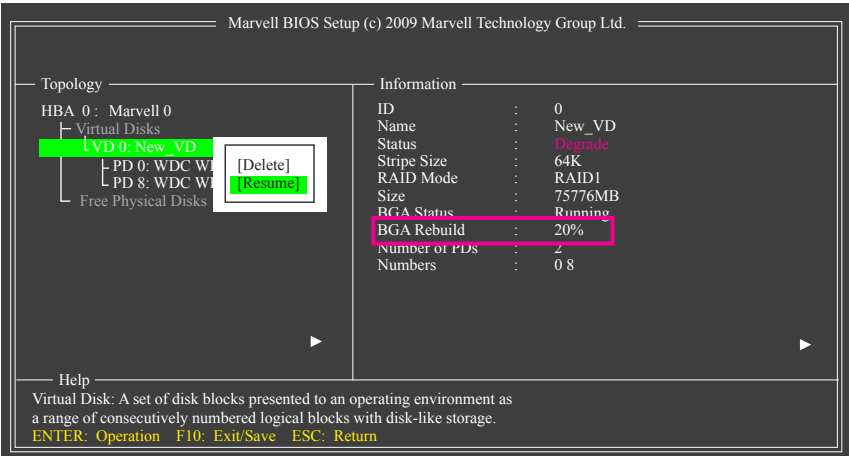 Marvell BIOS Setup (c) 2009 Marvell Technology Group Ltd.
Topology
HBA 0 : Marvell 0
Virtual Disks
VD 0: New_VD
PD 0: WDC
PD 8: WDC
Free Physical Disks
[Delete]
[Resume]
Information
ID : 0
Name : New_VD
Status : Degrade
Stripe Size : 64K
RAID Mode : RAID1
Size : 75776MB
BGA Status : Running
BGA Rebuild : 20%
Number of PDs : 2
Numbers : 0 8
Help
Virtual Disk: A set of disk blocks presented to an operating environment as
a range of consecutively numbered logical blocks with disk-like storage.
ENTER: Operation F10: Exit/Save ESC: Return